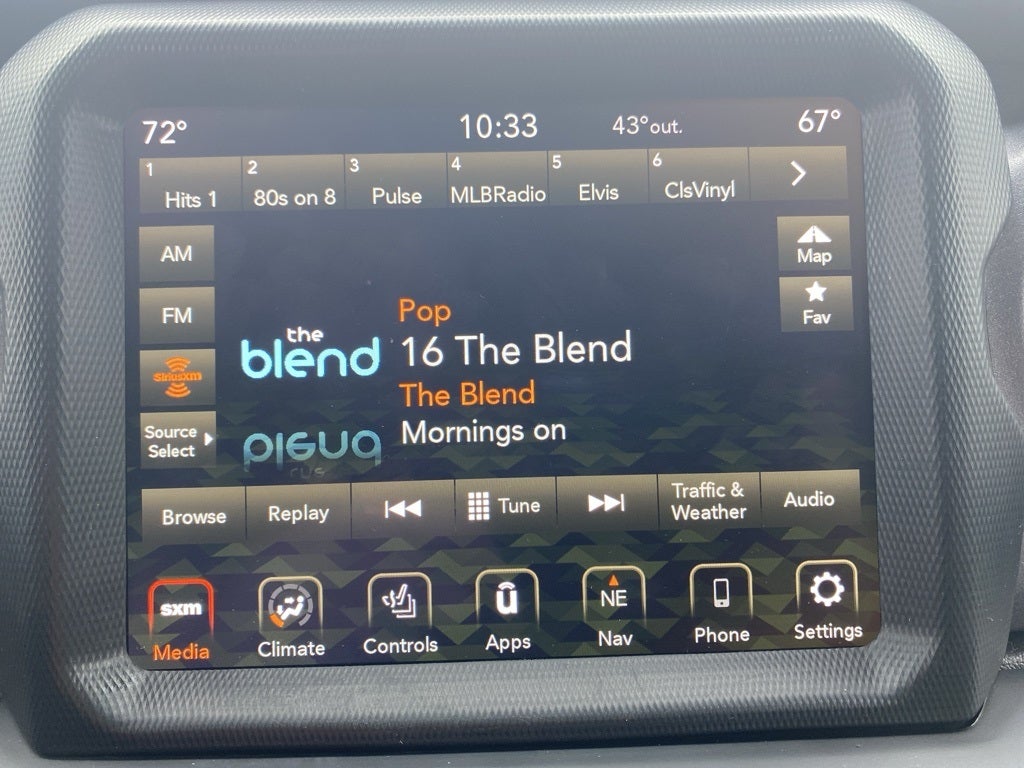 72° 10:33 43°out. 67°
1 2 3 4 5 6
Hits 1 80s on 8 Pulse MLBRadio Elvis ClsVinyl
AM
Map
FM
Fav
siriusxm
Source
Select
the
blend
Pop
16 The Blend
The Blend
Mornings on
Browse Replay Tune Traffic &
Weather Audio
sxm NE
Media Climate Controls Apps Nav Phone Settings